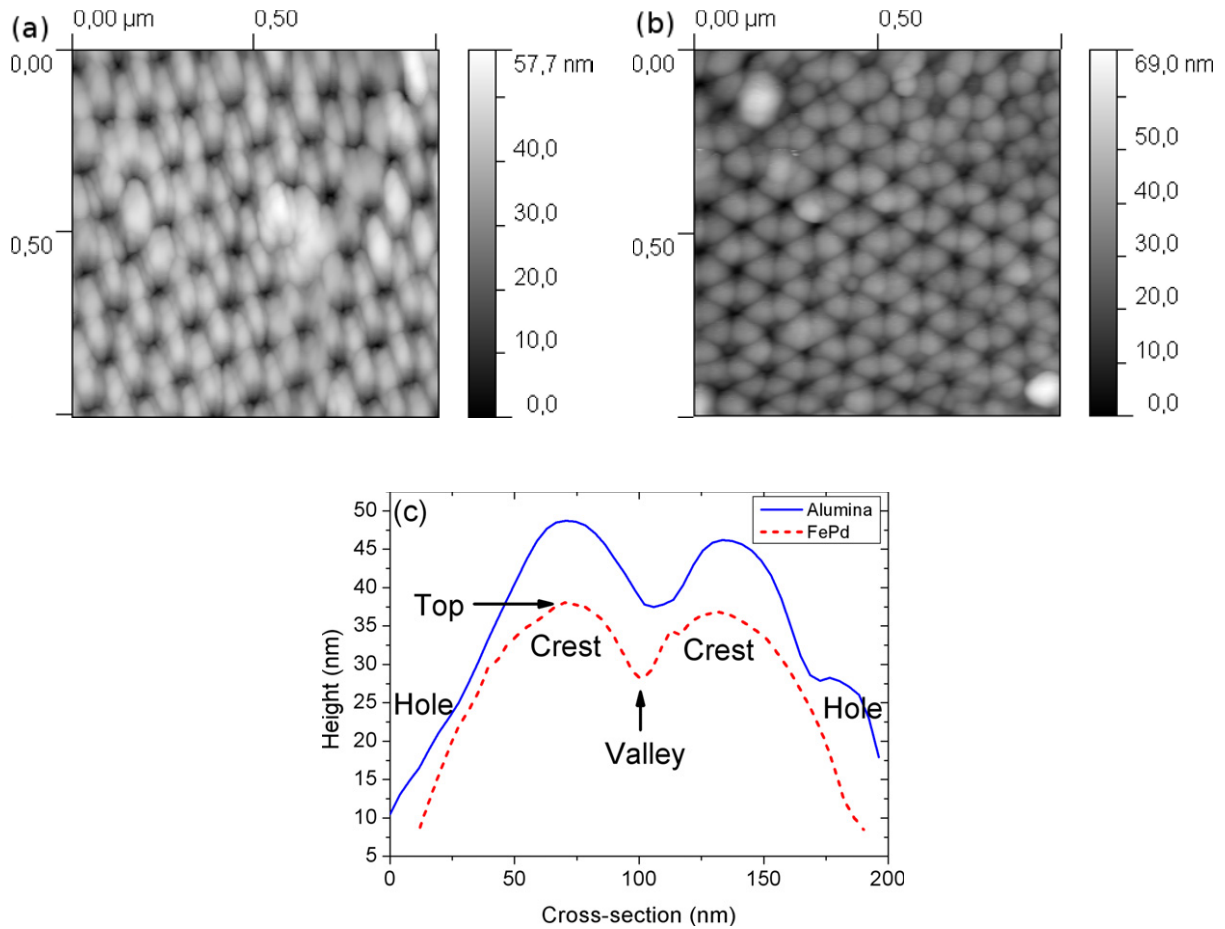 (a)
0,00 µm 0,50
0,00
0,50
57,7 nm
40,0
30,0
20,0
10,0
0,0
(b)
0,00 µm 0,50
0,00
0,50
69,0 nm
50,0
40,0
30,0
20,0
10,0
0,0
(c)
Alumina
FePd
Top
Crest
Crest
Hole
Hole
Valley
Height (nm)
50
45
40
35
30
25
20
15
10
5
0 50 100 150 200
Cross-section (nm)